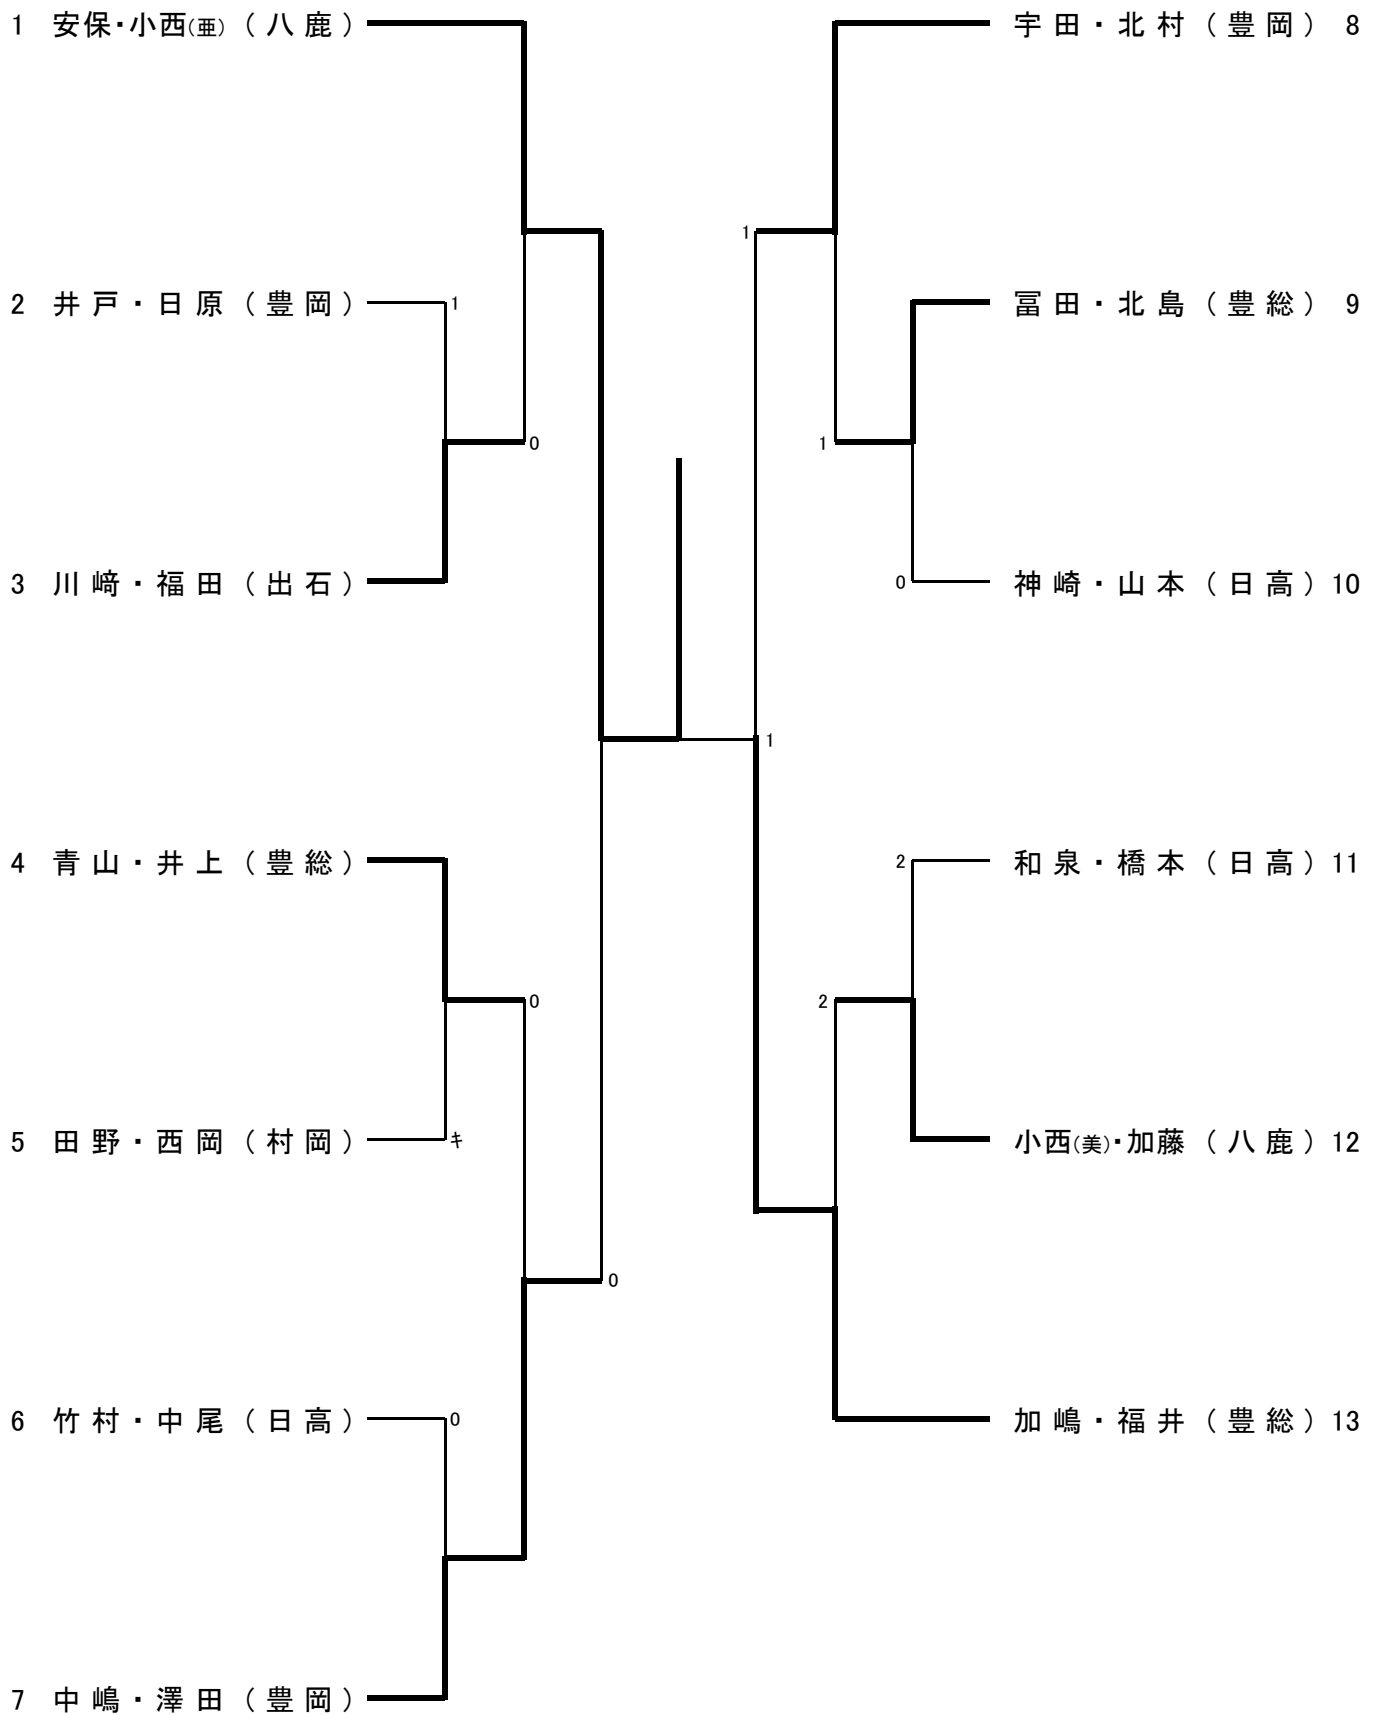 1 安保・小西(亜) (八鹿)
2 井戸・日原 (豊岡) 1
0
3 川﨑・福田 (出石)
4 青山・井上 (豊総)
0
5 田野・西岡 (村岡) キ
0
6 竹村・中尾 (日高) 0
7 中嶋・澤田 (豊岡)
宇田・北村 (豊岡) 8
1
冨田・北島 (豊総) 9
1
0 神崎・山本 (日高) 10
1
2 和泉・橋本 (日高) 11
2
小西(美)・加藤 (八鹿) 12
加嶋・福井 (豊総) 13